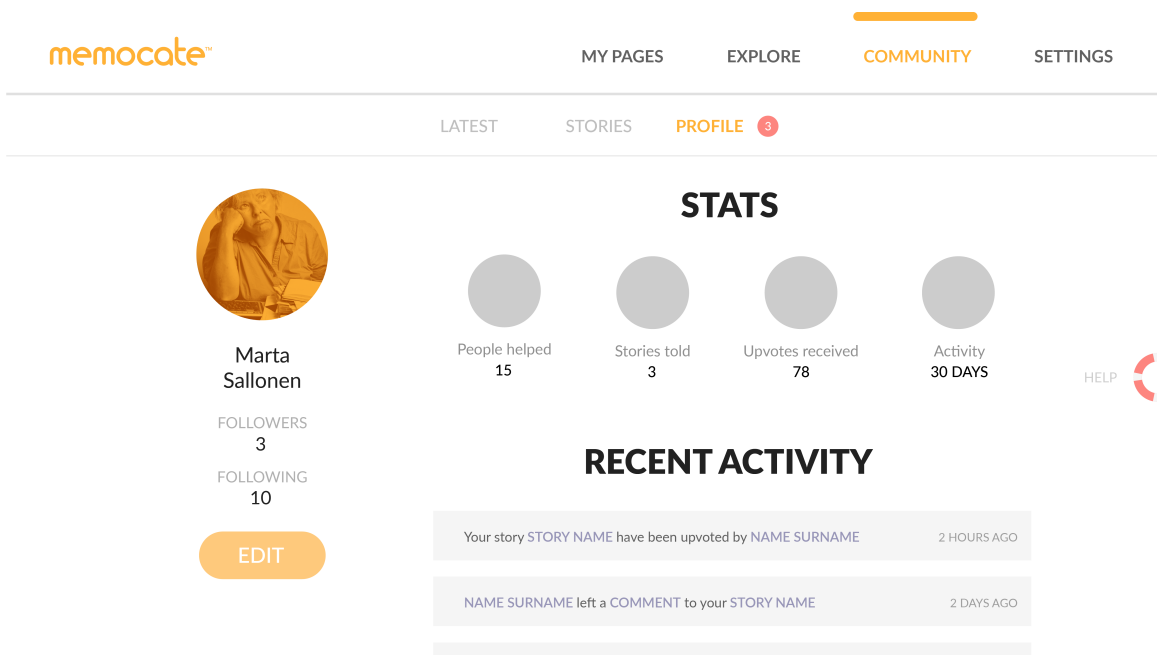 memocate™
MY PAGES EXPLORE COMMUNITY SETTINGS
LATEST STORIES PROFILE 3
Marta
Sallonen
FOLLOWERS
3
FOLLOWING
10
EDIT
STATS
People helped
15
Stories told
3
Upvotes received
78
Activity
30 DAYS
HELP
RECENT ACTIVITY
Your story STORY NAME have been upvoted by NAME SURNAME 2 HOURS AGO
NAME SURNAME left a COMMENT to your STORY NAME 2 DAYS AGO